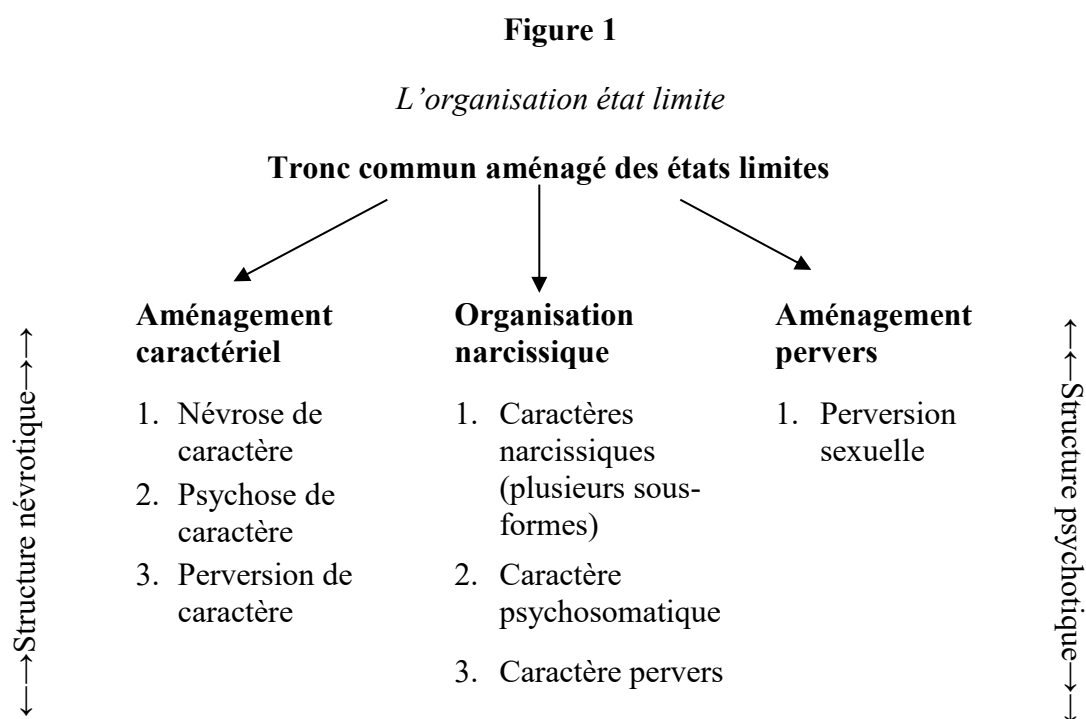 Figure 1
L'organisation état limite
Tronc commun aménagé des états limites
Aménagement
caractériel
1. Névrose de
caractère
2. Psychose de
caractère
3. Perversion de
caractère
Organisation
narcissique
1. Caractères
narcissiques
(plusieurs sous-
formes)
2. Caractère
psychosomatique
3. Caractère pervers
Aménagement
pervers
1. Perversion
sexuelle
←→Structure névrotique→→
←←Structure psychotique→→